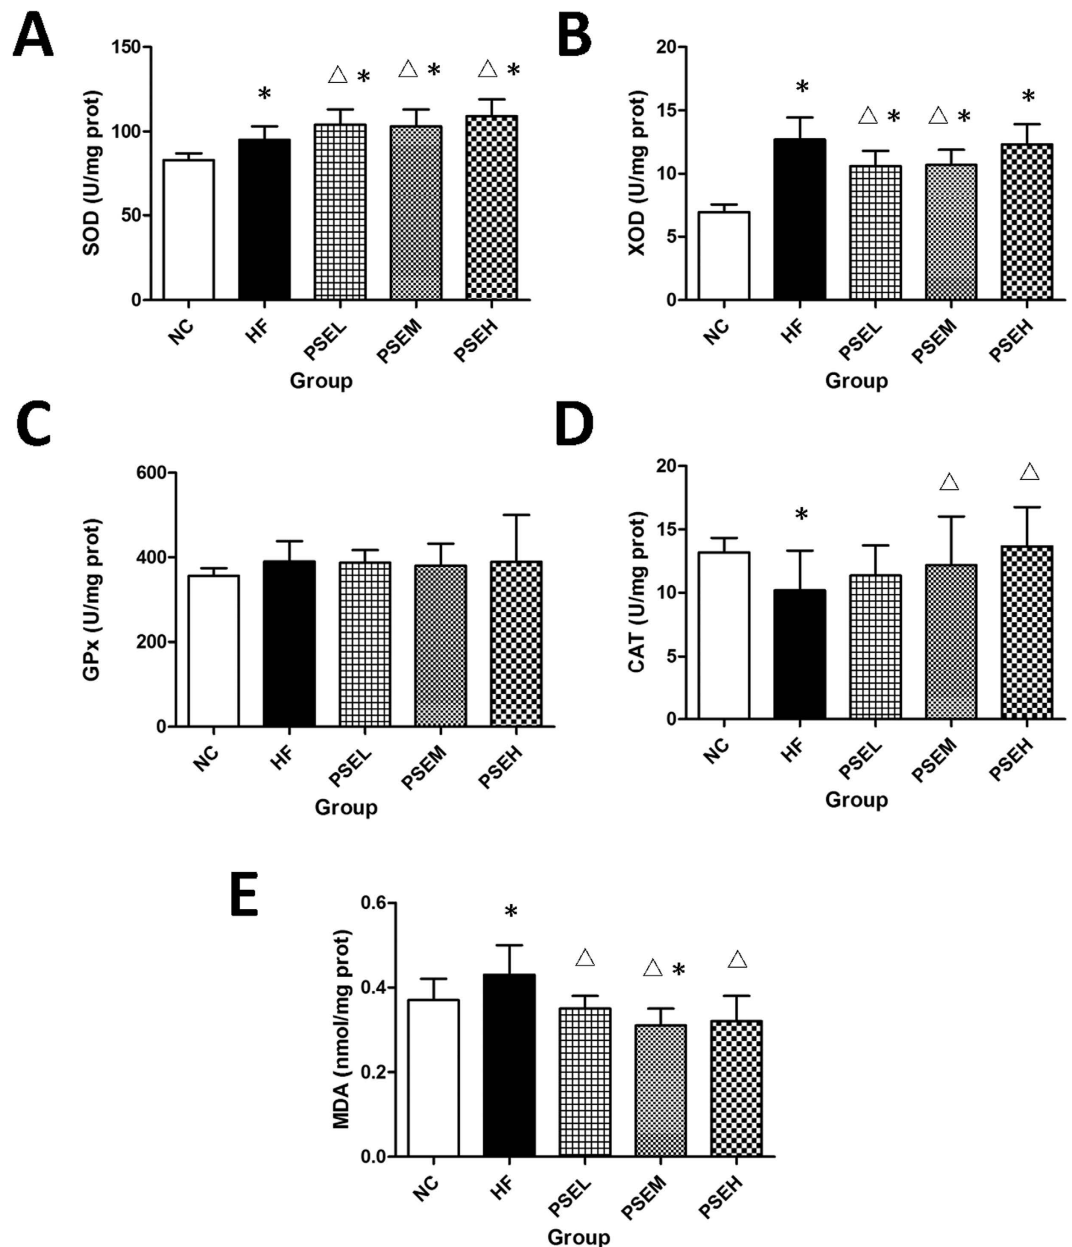 A
SOD (U/mg prot)
150
100
50
0
* △ * △ * △ *
NC HF PSEL PSEM PSEH
Group
B
XOD (U/mg prot)
20
15
10
5
0
* △ * △ * *
NC HF PSEL PSEM PSEH
Group
C
GPx (U/mg prot)
600
400
200
0
NC HF PSEL PSEM PSEH
Group
D
CAT (U/mg prot)
20
15
10
5
0
* △ △
NC HF PSEL PSEM PSEH
Group
E
MDA (nmol/mg prot)
0.6
0.4
0.2
0.0
* △ △ * △
NC HF PSEL PSEM PSEH
Group